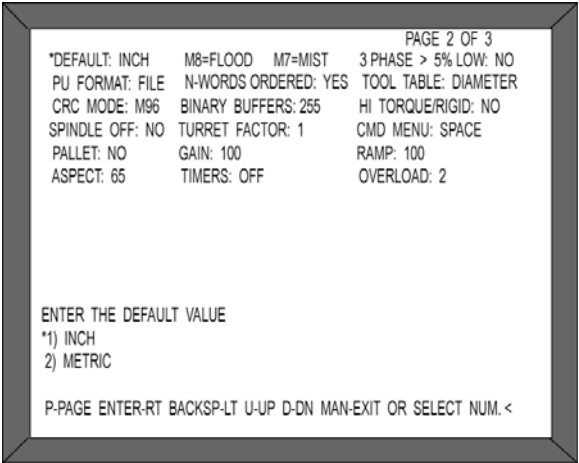 PAGE 2 OF 3
*DEFAULT: INCH M8=FLOOD M7=MIST 3 PHASE > 5% LOW: NO
PU FORMAT: FILE N-WORDS ORDERED: YES TOOL TABLE: DIAMETER
CRC MODE: M96 BINARY BUFFERS: 255 HI TORQUE/RIGID: NO
SPINDLE OFF: NO TURRET FACTOR: 1 CMD MENU: SPACE
PALLET: NO GAIN: 100 RAMP: 100
ASPECT: 65 TIMERS: OFF OVERLOAD: 2
ENTER THE DEFAULT VALUE
*1) INCH
2) METRIC
P-PAGE ENTER-RT BACKSP-LT U-UP D-DN MAN-EXIT OR SELECT NUM. <